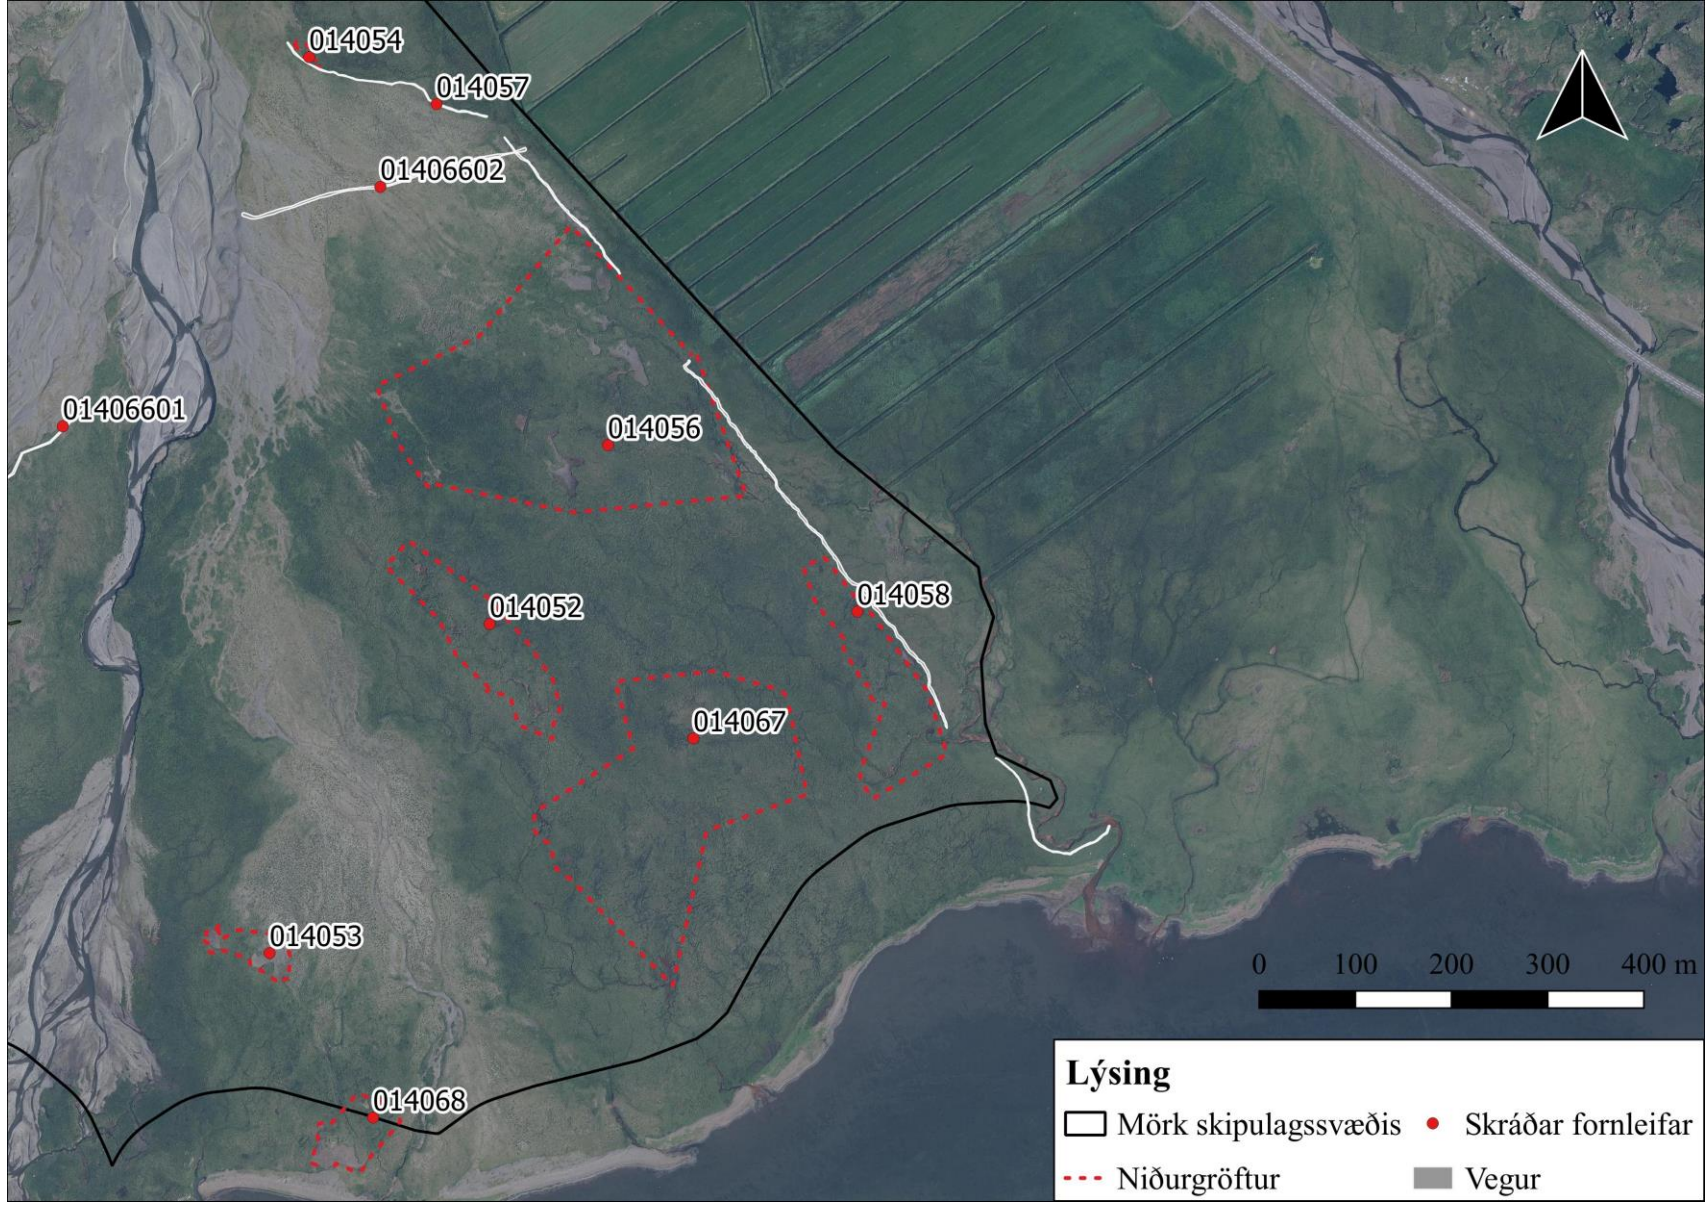 014054
014057
01406602
01406601
014056
014052
014058
014067
014053
014068
0 100 200 300 400 m
Lýsing
Mörk skipulagssvæðis
Skráðar fornleifar
Niðurgröftur
Vegur